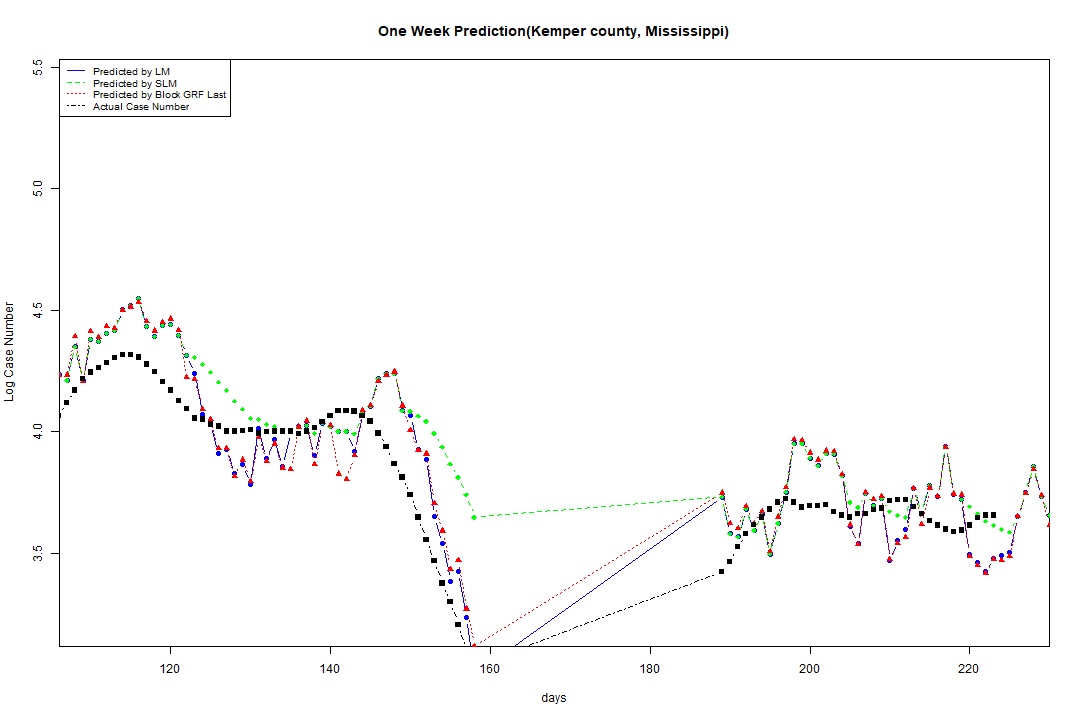 One Week Prediction(Kemper county, Mississippi)
Predicted by LM
Predicted by SLM
Predicted by Block GRF Last
Actual Case Number
Log Case Number
5.5
5.0
4.5
4.0
3.5
120 140 160 180 200 220
days